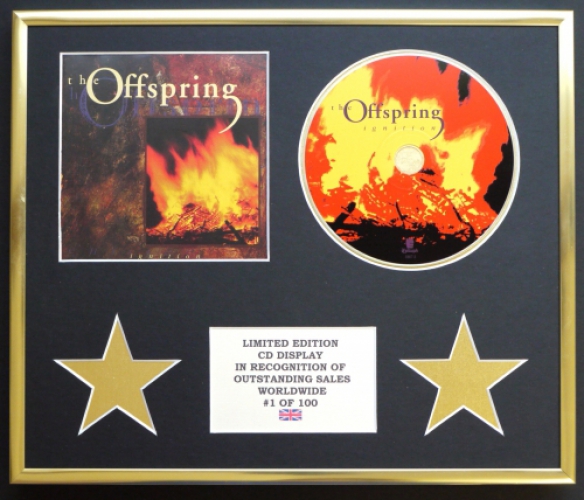 the Offspring
ignition
the Offspring
ignition
LIMITED EDITION
CD DISPLAY
IN RECOGNITION OF
OUTSTANDING SALES
WORLDWIDE
#1 OF 100